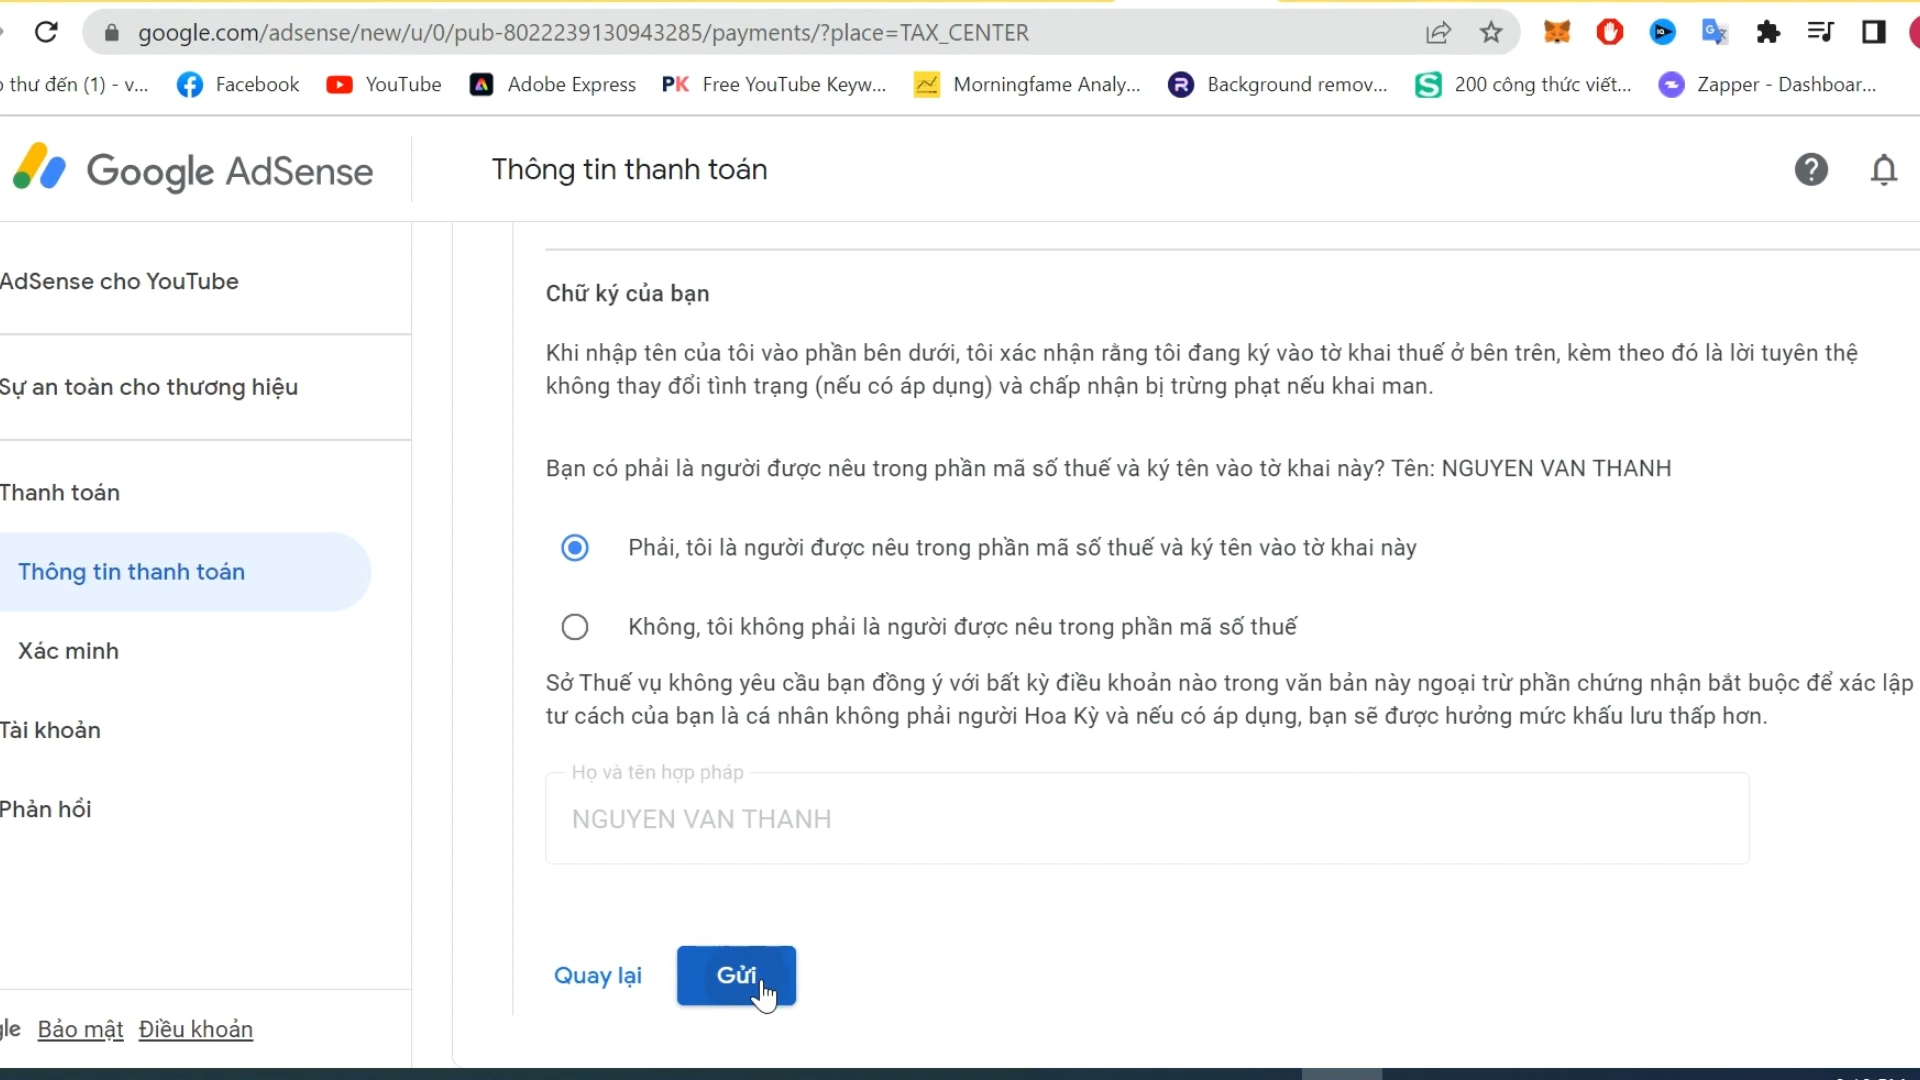 google.com/adsense/new/u/0/pub-8022239130943285/payments/?place=TAX_CENTER
thư đến (1) - v...
Facebook
YouTube
Adobe Express
PK Free YouTube Keyw...
Morningfame Analy...
R Background remov...
S 200 công thức viết...
Zapper - Dashboar...
Google AdSense
Thông tin thanh toán
AdSense cho YouTube
Sự an toàn cho thương hiệu
Thanh toán
Thông tin thanh toán
Xác minh
Tài khoản
Phản hồi
Bảo mật Điều khoản
Chữ ký của bạn
Khi nhập tên của tôi vào phần bên dưới, tôi xác nhận rằng tôi đang ký vào tờ khai thuế ở bên trên, kèm theo đó là lời tuyên thệ
không thay đổi tình trạng (nếu có áp dụng) và chấp nhận bị trừng phạt nếu khai man.
Bạn có phải là người được nêu trong phần mã số thuế và ký tên vào tờ khai này? Tên: NGUYEN VAN THANH
Phải, tôi là người được nêu trong phần mã số thuế và ký tên vào tờ khai này
Không, tôi không phải là người được nêu trong phần mã số thuế
Sở Thuế vụ không yêu cầu bạn đồng ý với bất kỳ điều khoản nào trong văn bản này ngoại trừ phần chứng nhận bắt buộc để xác lập
tư cách của bạn là cá nhân không phải người Hoa Kỳ và nếu có áp dụng, bạn sẽ được hưởng mức khấu lưu thấp hơn.
Họ và tên hợp pháp
NGUYEN VAN THANH
Quay lại
Gửi